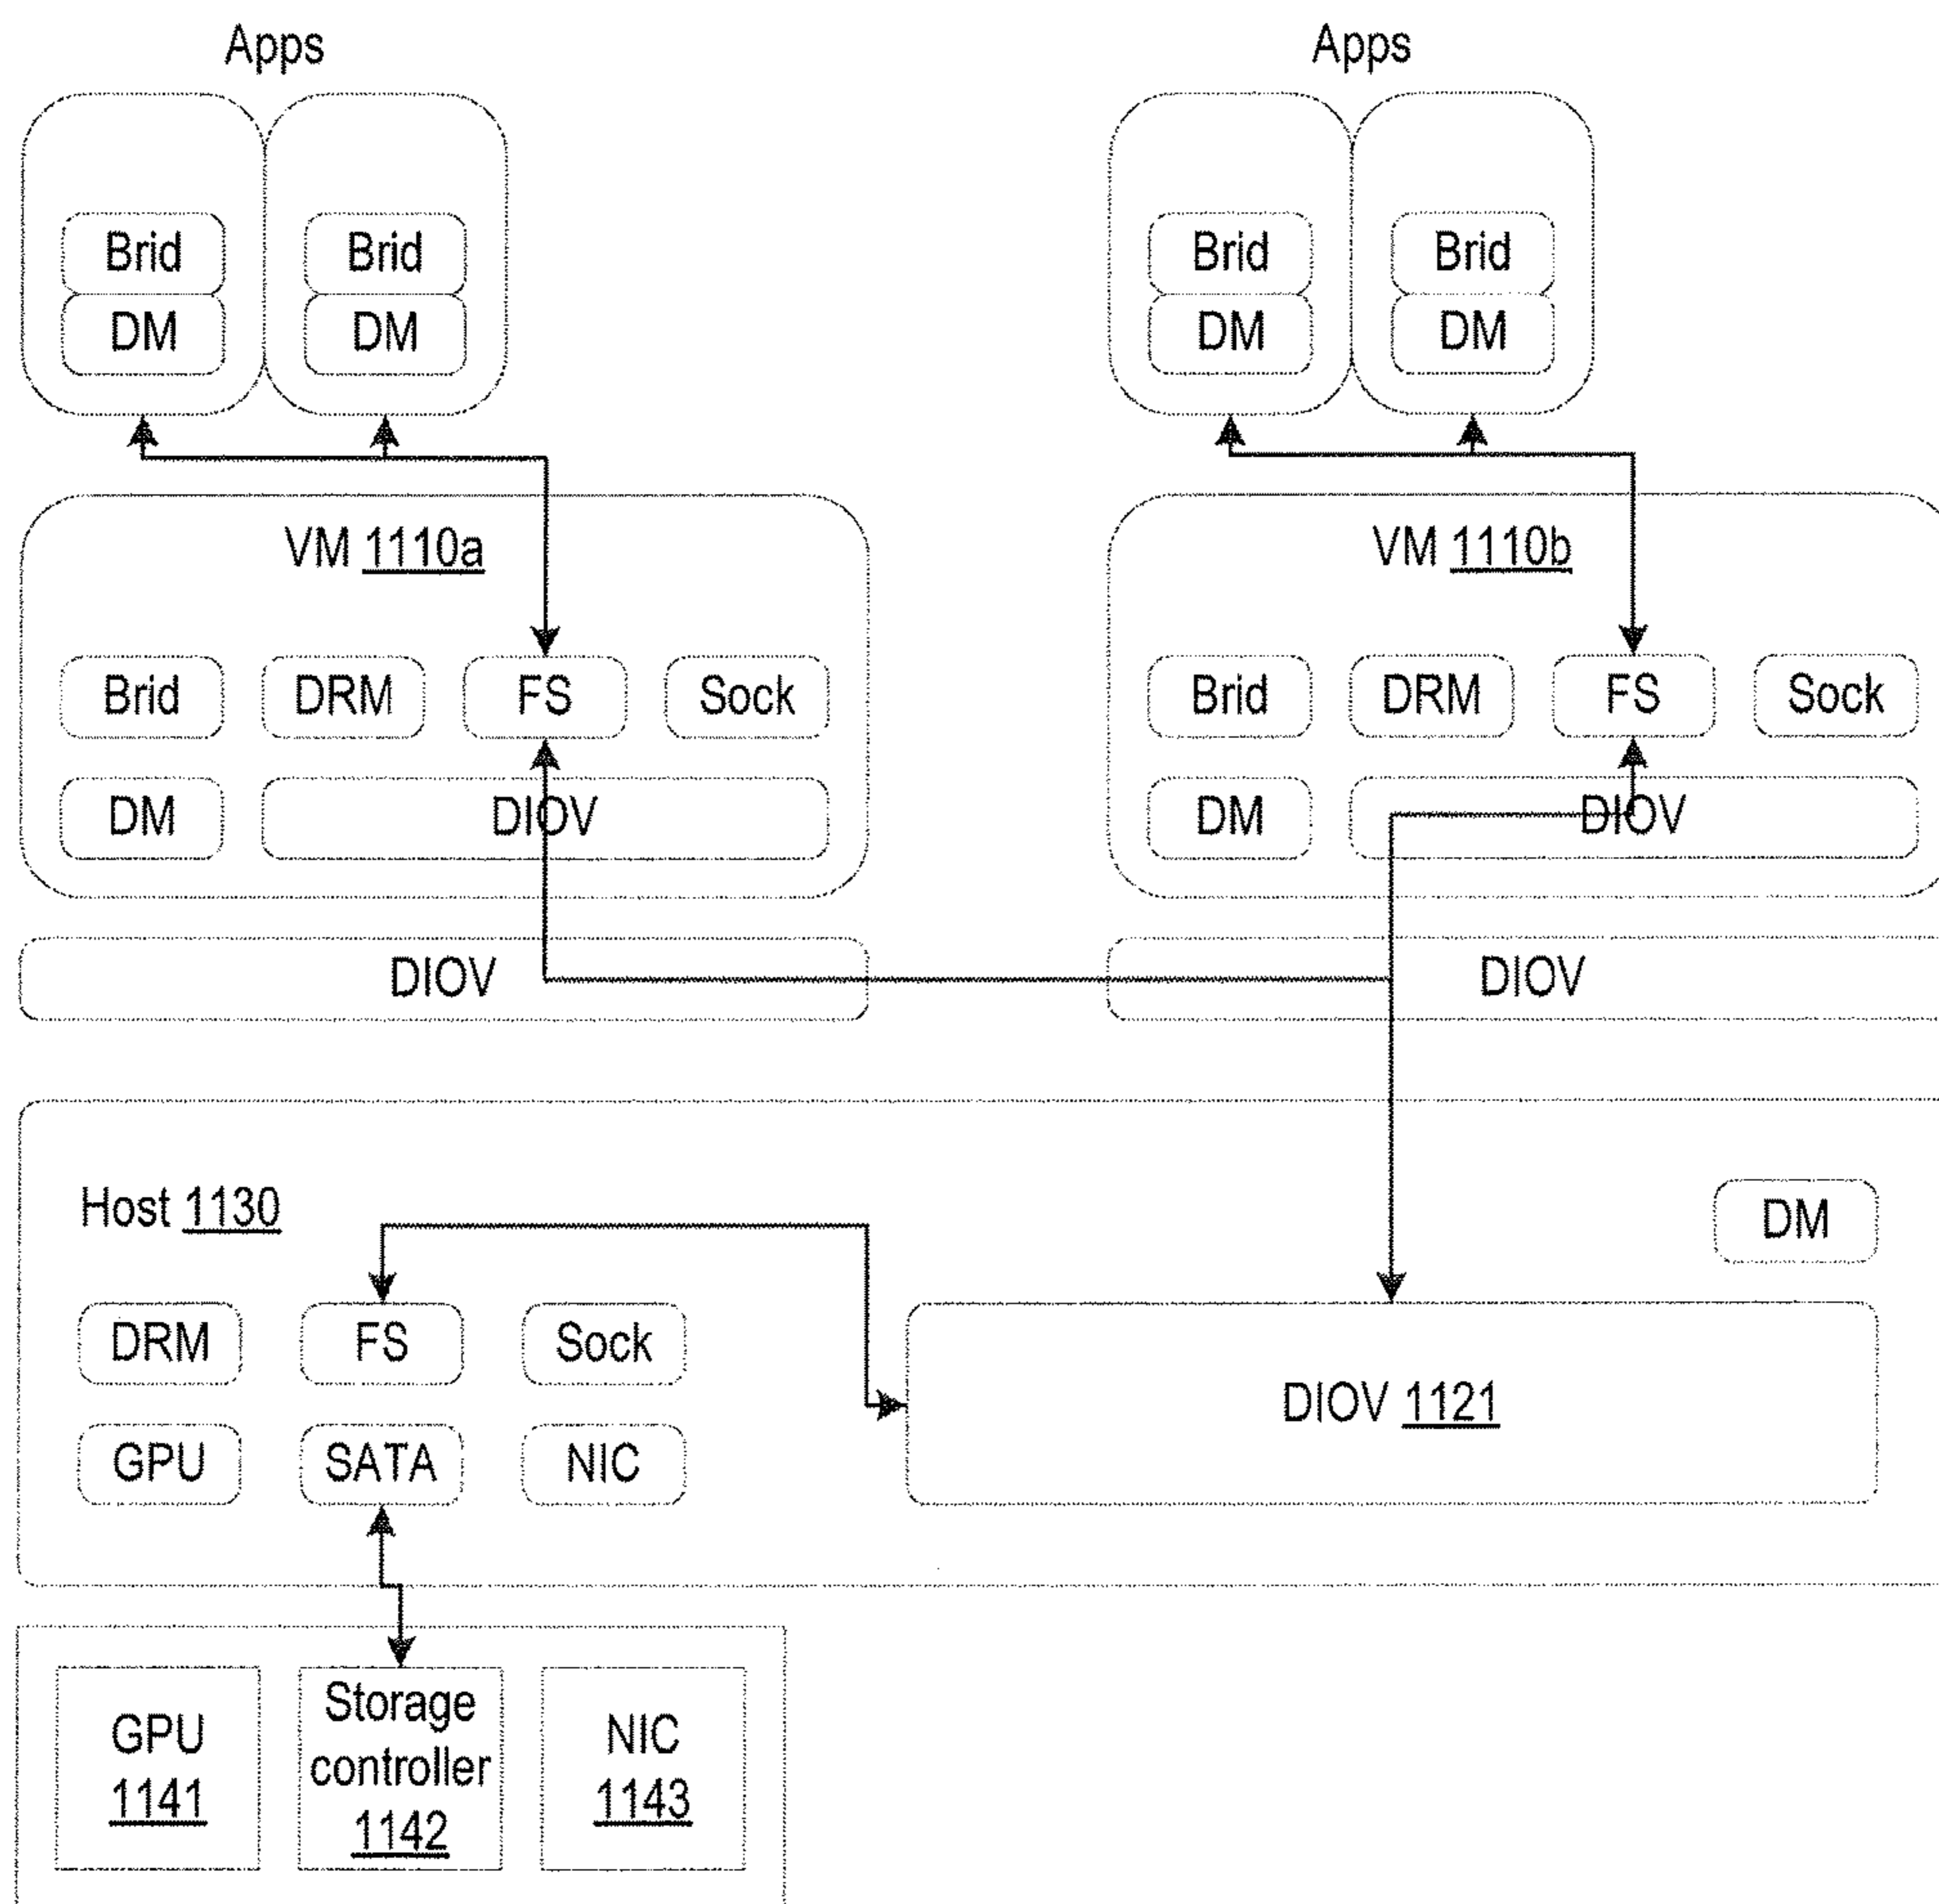 Apps
Apps
Brid
Brid
Brid
Brid
DM
DM
DM
DM
VM 1110a
VM 1110b
Brid
DRM
FS
Sock
Brid
DRM
FS
Sock
DM
DIOV
DM
DIOV
DIOV
DIOV
Host 1130
DM
DRM
FS
Sock
DIOV 1121
GPU
SATA
NIC
GPU
1141
Storage
controller
1142
NIC
1143